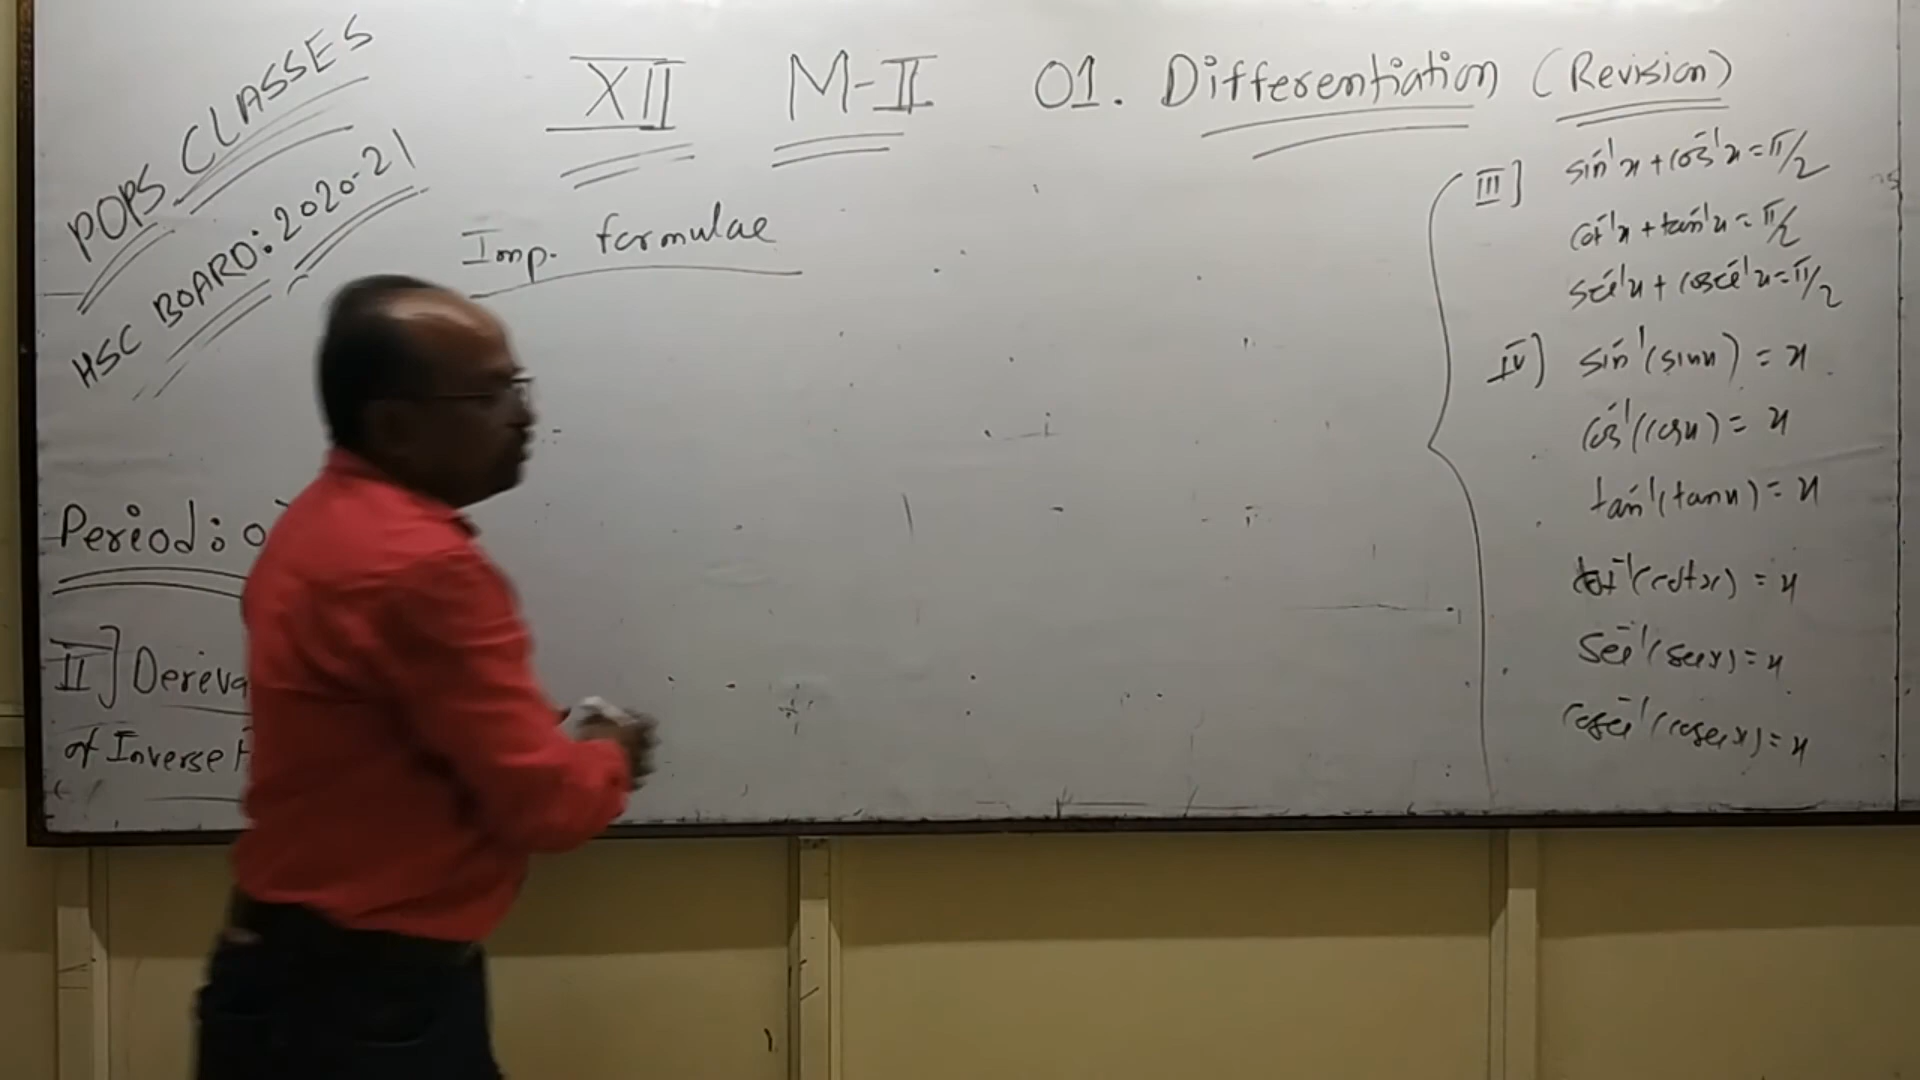 POPS CLASSES
HSC BOARD: 2020-21
XII M-II 01. Differentiation (Revision)
Imp. formulae
Period: 0
II] Dereva
of Inverse F
III] sin⁻¹x + cos⁻¹x = π/2
cot⁻¹x + tan⁻¹x = π/2
sec⁻¹x + cosec⁻¹x = π/2
IV] sin⁻¹(sinx) = x
cos⁻¹(cosx) = x
tan⁻¹(tanx) = x
cot⁻¹(cotx) = x
sec⁻¹(secx) = x
cosec⁻¹(cosecx) = x